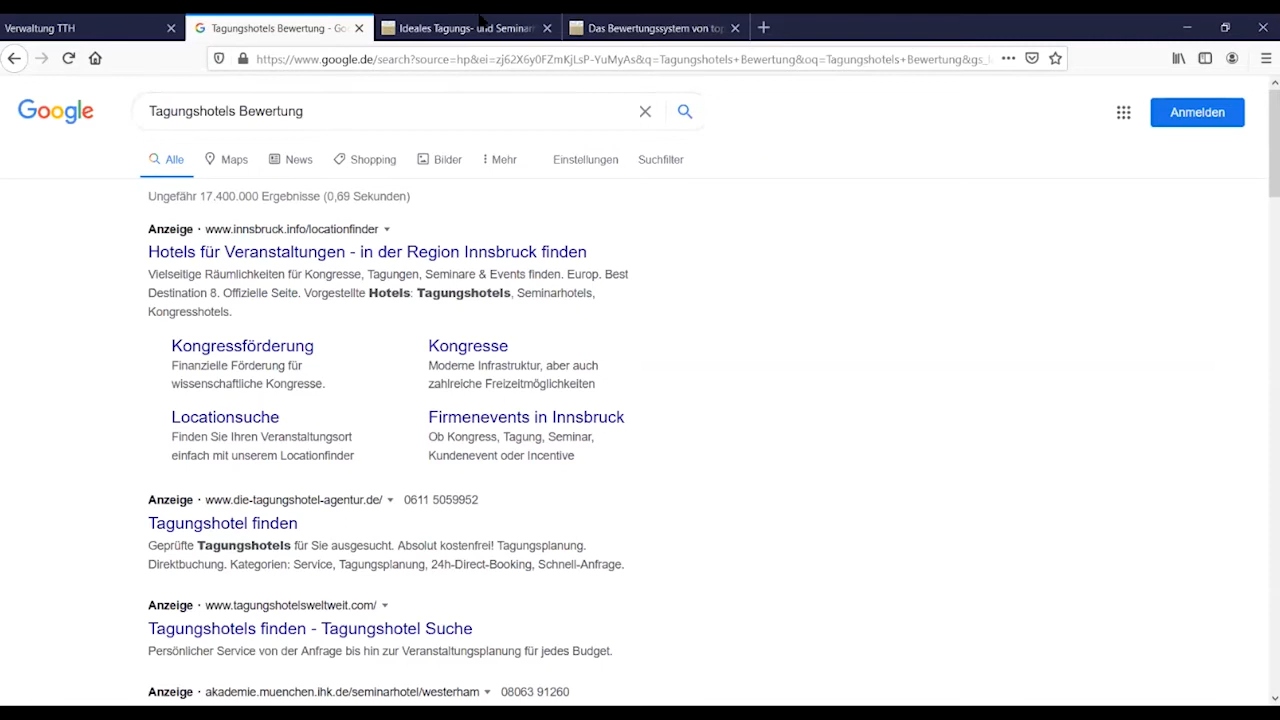 Verwaltung TTH
Tagungshotels Bewertung - Go
Ideales Tagungs- und Seminar
Das Bewertungssystem von top
https://www.google.de/search?source=hp&ei=zj62X6y0FZmKjLsP-YuMyAs&q=Tagungshotels+Bewertung&oq=Tagungshotels+Bewertung&gs_l
Google
Tagungshotels Bewertung
Anmelden
Alle
Maps
News
Shopping
Bilder
Mehr
Einstellungen
Suchfilter
Ungefähr 17.400.000 Ergebnisse (0,69 Sekunden)
Anzeige · www.innsbruck.info/locationfinder
Hotels für Veranstaltungen - in der Region Innsbruck finden
Vielseitige Räumlichkeiten für Kongresse, Tagungen, Seminare & Events finden. Europ. Best
Destination 8. Offizielle Seite. Vorgestellte Hotels: Tagungshotels, Seminarhotels,
Kongresshotels.
Kongressförderung
Finanzielle Förderung für
wissenschaftliche Kongresse.
Kongresse
Moderne Infrastruktur, aber auch
zahlreiche Freizeitmöglichkeiten
Locationsuche
Finden Sie Ihren Veranstaltungsort
einfach mit unserem Locationfinder
Firmenevents in Innsbruck
Ob Kongress, Tagung, Seminar,
Kundenevent oder Incentive
Anzeige · www.die-tagungshotel-agentur.de/ 0611 5059952
Tagungshotel finden
Geprüfte Tagungshotels für Sie ausgesucht. Absolut kostenfrei! Tagungsplanung.
Direktbuchung. Kategorien: Service, Tagungsplanung, 24h-Direct-Booking, Schnell-Anfrage.
Anzeige · www.tagungshotelsweltweit.com/
Tagungshotels finden - Tagungshotel Suche
Persönlicher Service von der Anfrage bis hin zur Veranstaltungsplanung für jedes Budget.
Anzeige · akademie.muenchen.ihk.de/seminarhotel/westerham 08063 91260